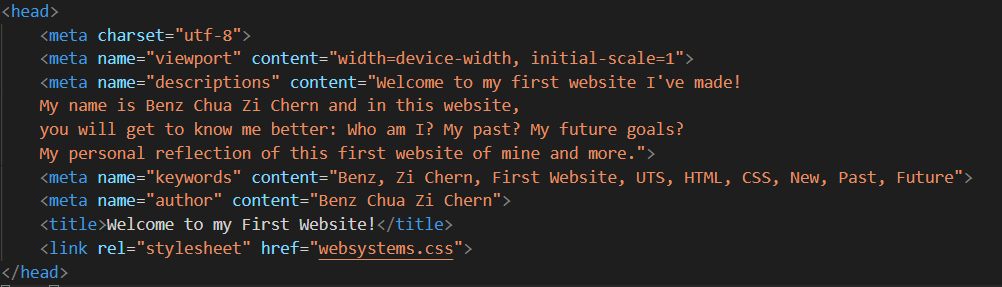 <head>
    <meta charset="utf-8">
    <meta name="viewport" content="width=device-width, initial-scale=1">
    <meta name="descriptions" content="Welcome to my first website I've made!
    My name is Benz Chua Zi Chern and in this website,
    you will get to know me better: Who am I? My past? My future goals?
    My personal reflection of this first website of mine and more.">
    <meta name="keywords" content="Benz, Zi Chern, First Website, UTS, HTML, CSS, New, Past, Future">
    <meta name="author" content="Benz Chua Zi Chern">
    <title>Welcome to my First Website!</title>
    <link rel="stylesheet" href="websystems.css">
</head>